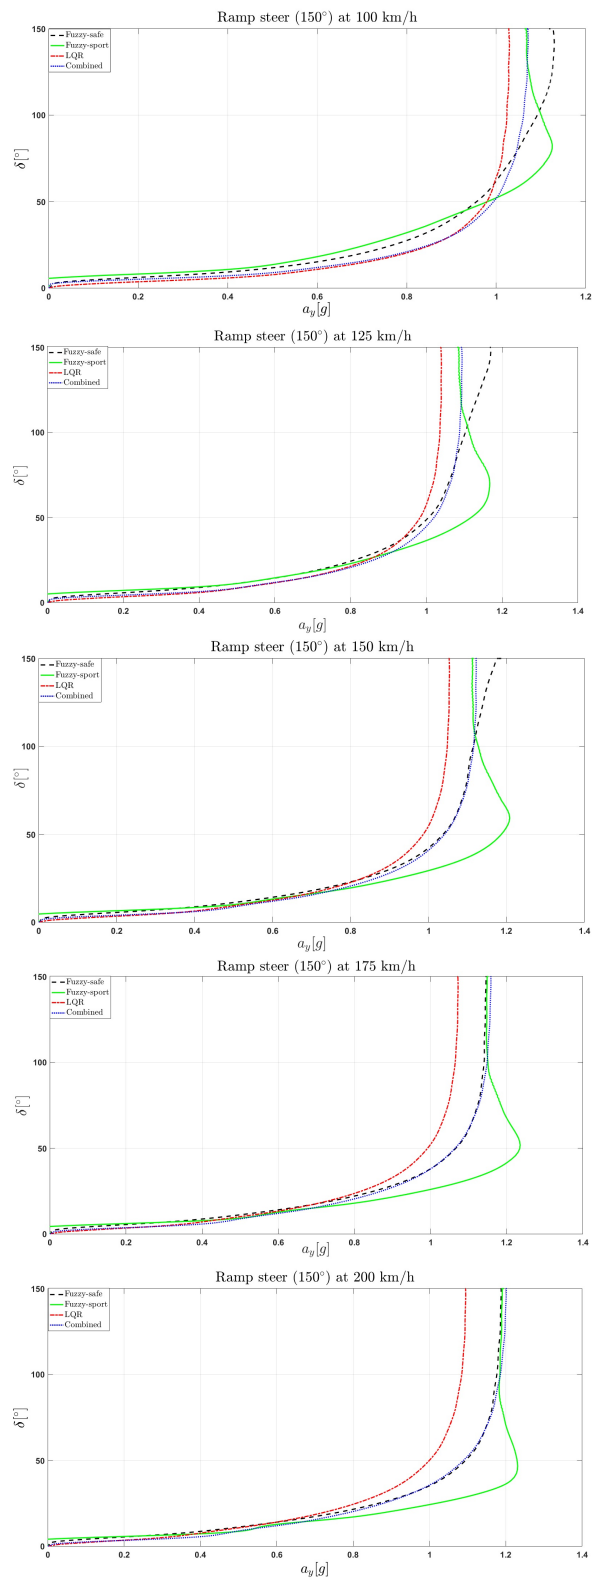 Ramp steer (150°) at 100 km/h
150
Fuzzy-safe
Fuzzy-sport
LQR
Combined
100
δ[°]
50
0
0 0.2 0.4 0.6 0.8 1 1.2
a_y[g]
Ramp steer (150°) at 125 km/h
150
Fuzzy-safe
Fuzzy-sport
LQR
Combined
100
δ[°]
50
0
0 0.2 0.4 0.6 0.8 1 1.2 1.4
a_y[g]
Ramp steer (150°) at 150 km/h
150
Fuzzy-safe
Fuzzy-sport
LQR
Combined
100
δ[°]
50
0
0 0.2 0.4 0.6 0.8 1 1.2 1.4
a_y[g]
Ramp steer (150°) at 175 km/h
150
Fuzzy-safe
Fuzzy-sport
LQR
Combined
100
δ[°]
50
0
0 0.2 0.4 0.6 0.8 1 1.2 1.4
a_y[g]
Ramp steer (150°) at 200 km/h
150
Fuzzy-safe
Fuzzy-sport
LQR
Combined
100
δ[°]
50
0
0 0.2 0.4 0.6 0.8 1 1.2 1.4
a_y[g]